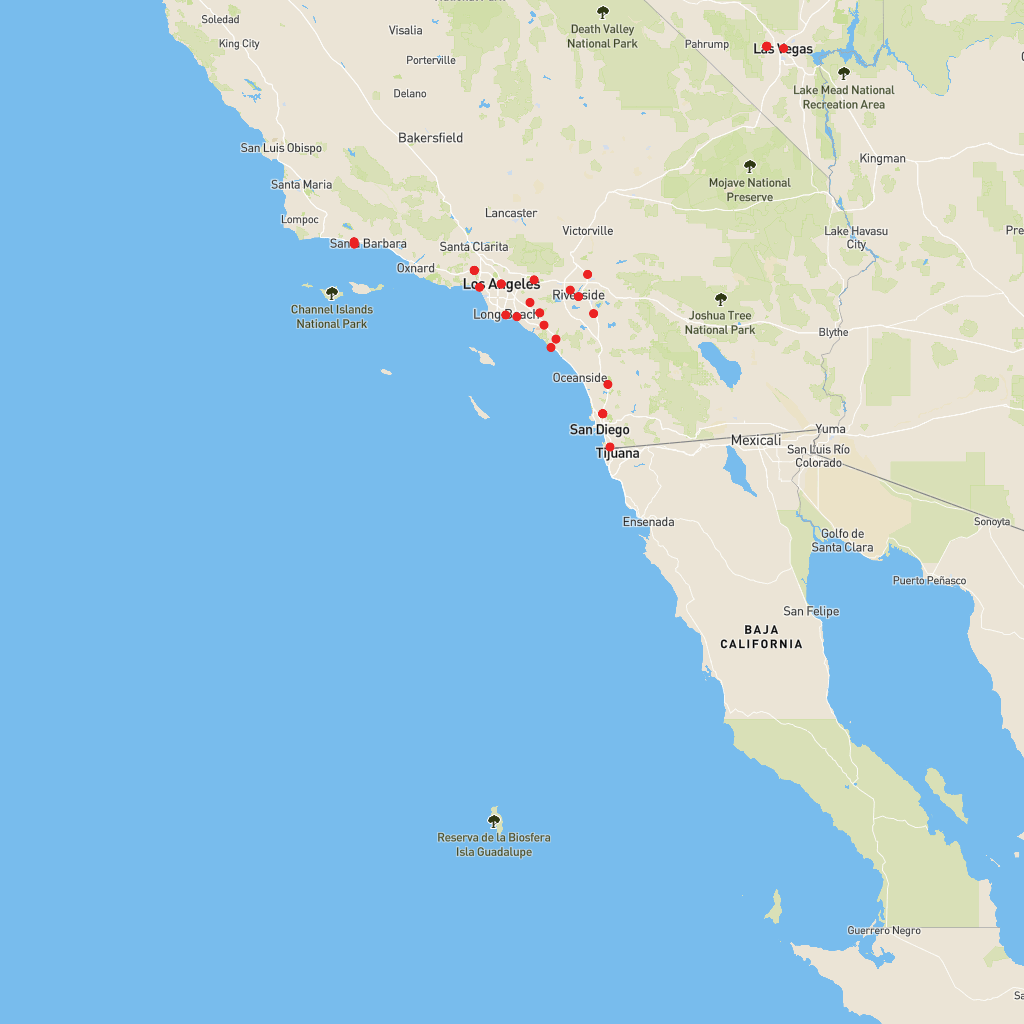 Soledad
King City
Visalia
Porterville
Delano
Death Valley
National Park
Pahrump
Las Vegas
Lake Mead National
Recreation Area
San Luis Obispo
Bakersfield
Kingman
Santa Maria
Mojave National
Preserve
Lompoc
Lancaster
Victorville
Lake Havasu
City
Santa Barbara
Santa Clarita
Oxnard
Los Angeles
Riverside
Channel Islands
National Park
Long Beach
Joshua Tree
National Park
Blythe
Oceanside
San Diego
Tijuana
Mexicali
Yuma
San Luis Río
Colorado
Ensenada
Sonoyta
Golfo de
Santa Clara
Puerto Peñasco
San Felipe
BAJA
CALIFORNIA
Reserva de la Biosfera
Isla Guadalupe
Guerrero Negro